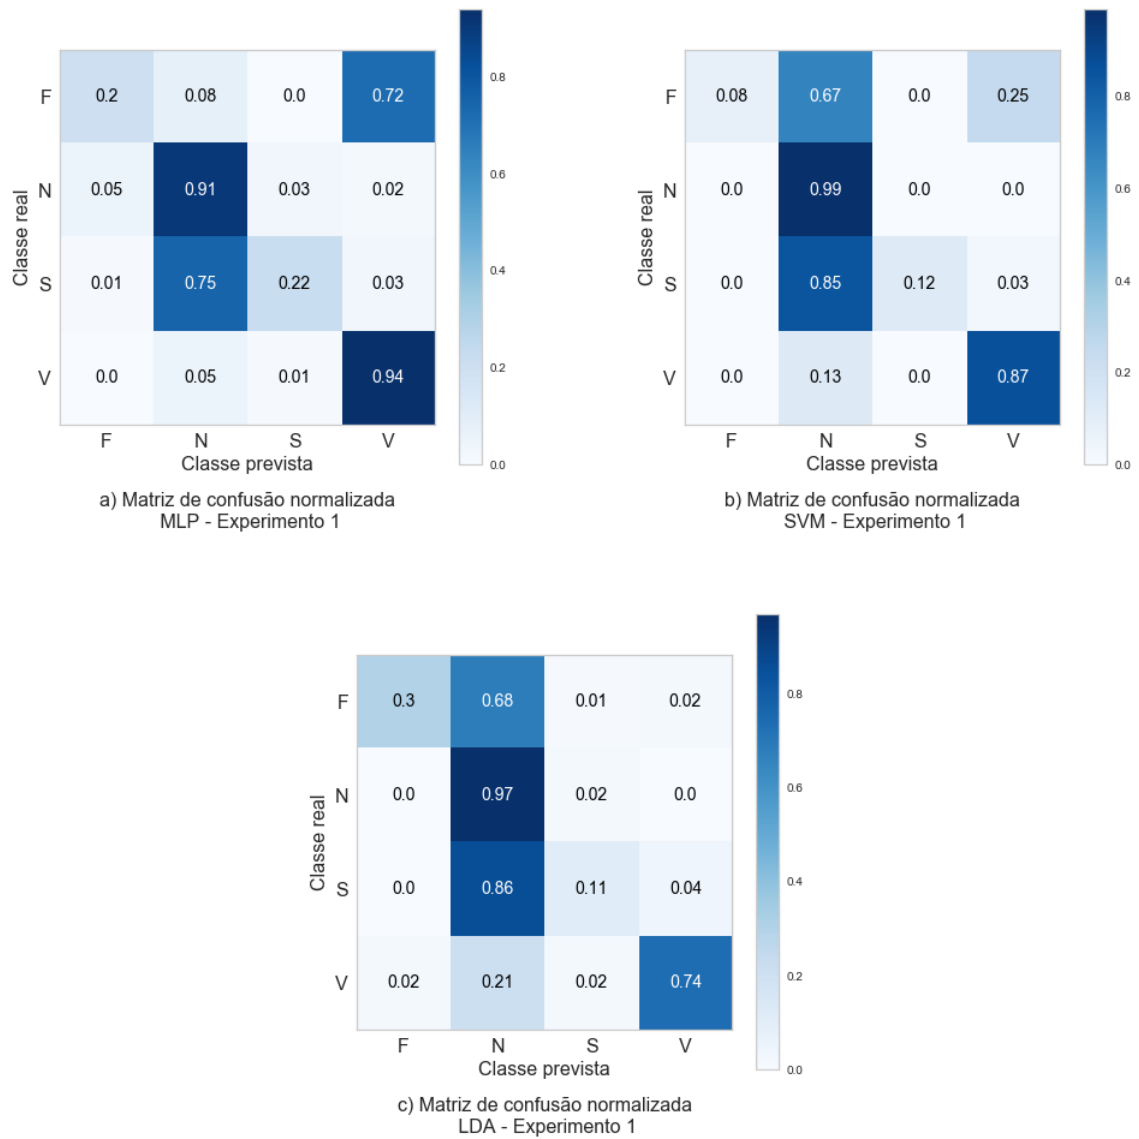 0.8
0.6
0.4
0.2
0.0
Classe real
F 0.2 0.08 0.0 0.72
N 0.05 0.91 0.03 0.02
S 0.01 0.75 0.22 0.03
V 0.0 0.05 0.01 0.94
F N S V
Classe prevista
a) Matriz de confusão normalizada
MLP - Experimento 1
0.8
0.6
0.4
0.2
0.0
Classe real
F 0.08 0.67 0.0 0.25
N 0.0 0.99 0.0 0.0
S 0.0 0.85 0.12 0.03
V 0.0 0.13 0.0 0.87
F N S V
Classe prevista
b) Matriz de confusão normalizada
SVM - Experimento 1
0.8
0.6
0.4
0.2
0.0
Classe real
F 0.3 0.68 0.01 0.02
N 0.0 0.97 0.02 0.0
S 0.0 0.86 0.11 0.04
V 0.02 0.21 0.02 0.74
F N S V
Classe prevista
c) Matriz de confusão normalizada
LDA - Experimento 1